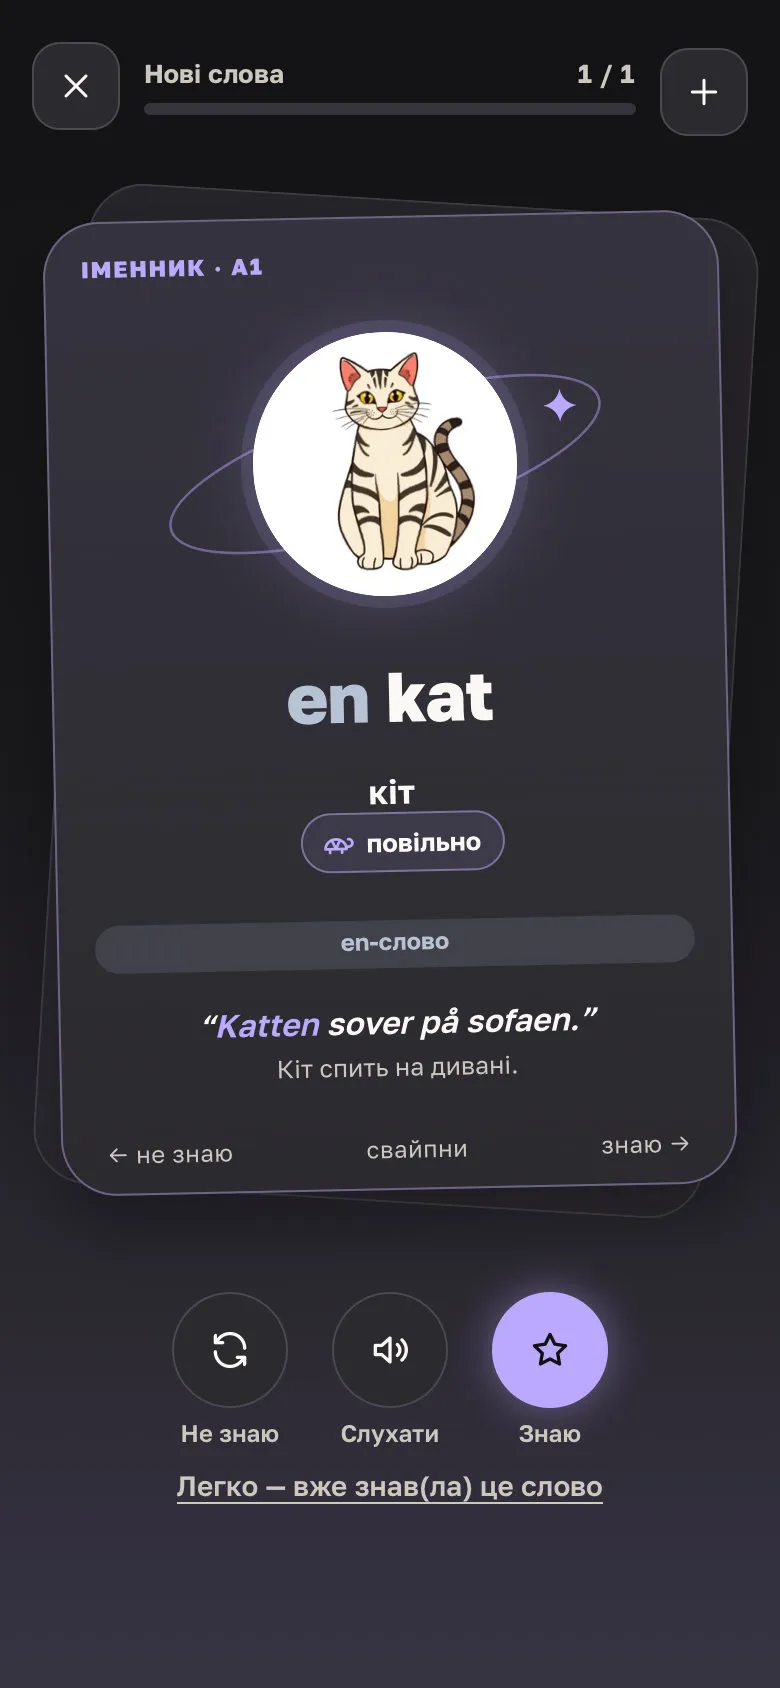 Нові слова
1 / 1
ІМЕННИК · A1
en kat
кіт
повільно
en-слово
“Katten sover på sofaen.”
Кіт спить на дивані.
← не знаю
свайпни
знаю →
Не знаю
Слухати
Знаю
Легко — вже знав(ла) це слово